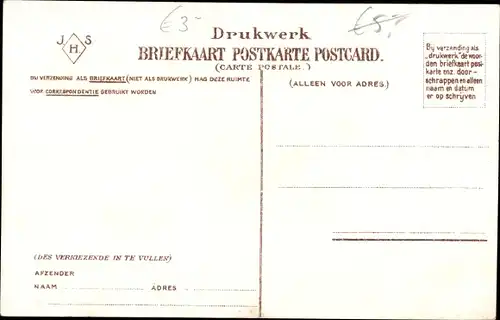 €3-
€5,-
J H S
Drukwerk
BRIEFKAART POSTKARTE POSTCARD.
(CARTE POSTALE.)
BIJ VERZENDING ALS BRIEFKAART (NIET ALS DRUKWERK) MAG DEZE RUIMTE
VOOR CORRESPONDENTIE GEBRUIKT WORDEN
(ALLEEN VOOR ADRES.)
Bij verzending als
„drukwerk” de woor-
den briefkaart post-
karte enz. door-
schrappen en alleen
naam en datum
er op schrijven
(DES VERKIEZENDE IN TE VULLEN)
AFZENDER
NAAM ADRES